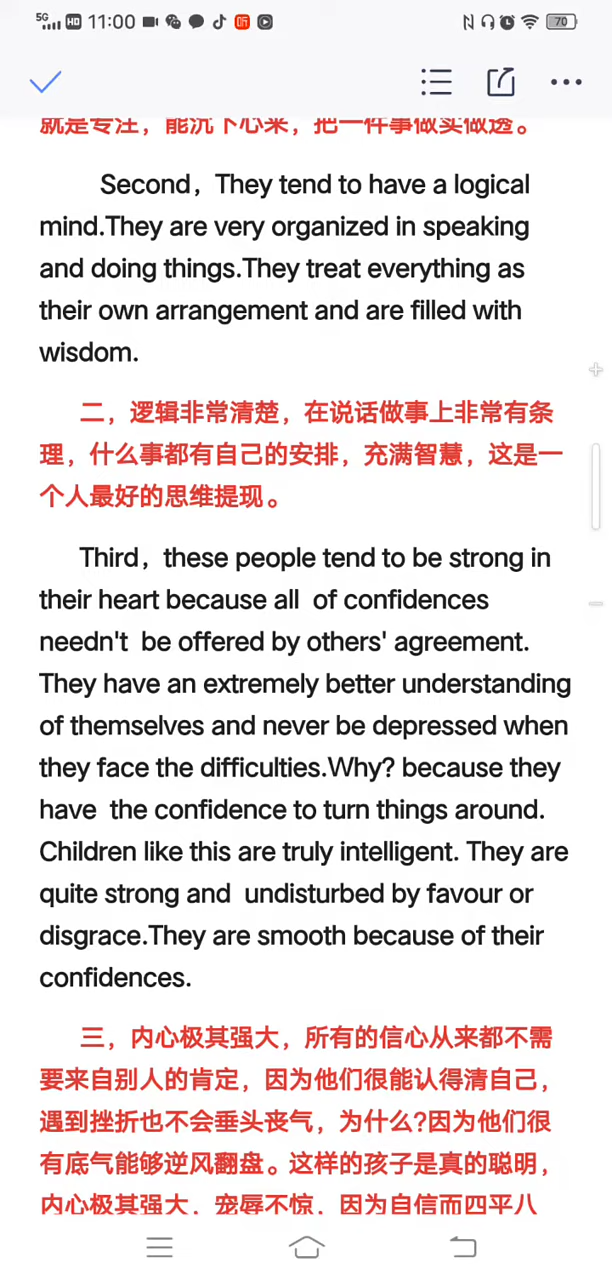 5G HD 11:00 70
就是专注，能沉下心来，把一件事做实做透。
Second，They tend to have a logical
mind.They are very organized in speaking
and doing things.They treat everything as
their own arrangement and are filled with
wisdom.
二，逻辑非常清楚，在说话做事上非常有条
理，什么事都有自己的安排，充满智慧，这是一
个人最好的思维提现。
Third，these people tend to be strong in
their heart because all  of confidences
needn't  be offered by others' agreement.
They have an extremely better understanding
of themselves and never be depressed when
they face the difficulties.Why? because they
have  the confidence to turn things around.
Children like this are truly intelligent. They are
quite strong and  undisturbed by favour or
disgrace.They are smooth because of their
confidences.
三，内心极其强大，所有的信心从来都不需
要来自别人的肯定，因为他们很能认得清自己，
遇到挫折也不会垂头丧气，为什么?因为他们很
有底气能够逆风翻盘。这样的孩子是真的聪明，
内心极其强大，宠辱不惊，因为自信而四平八